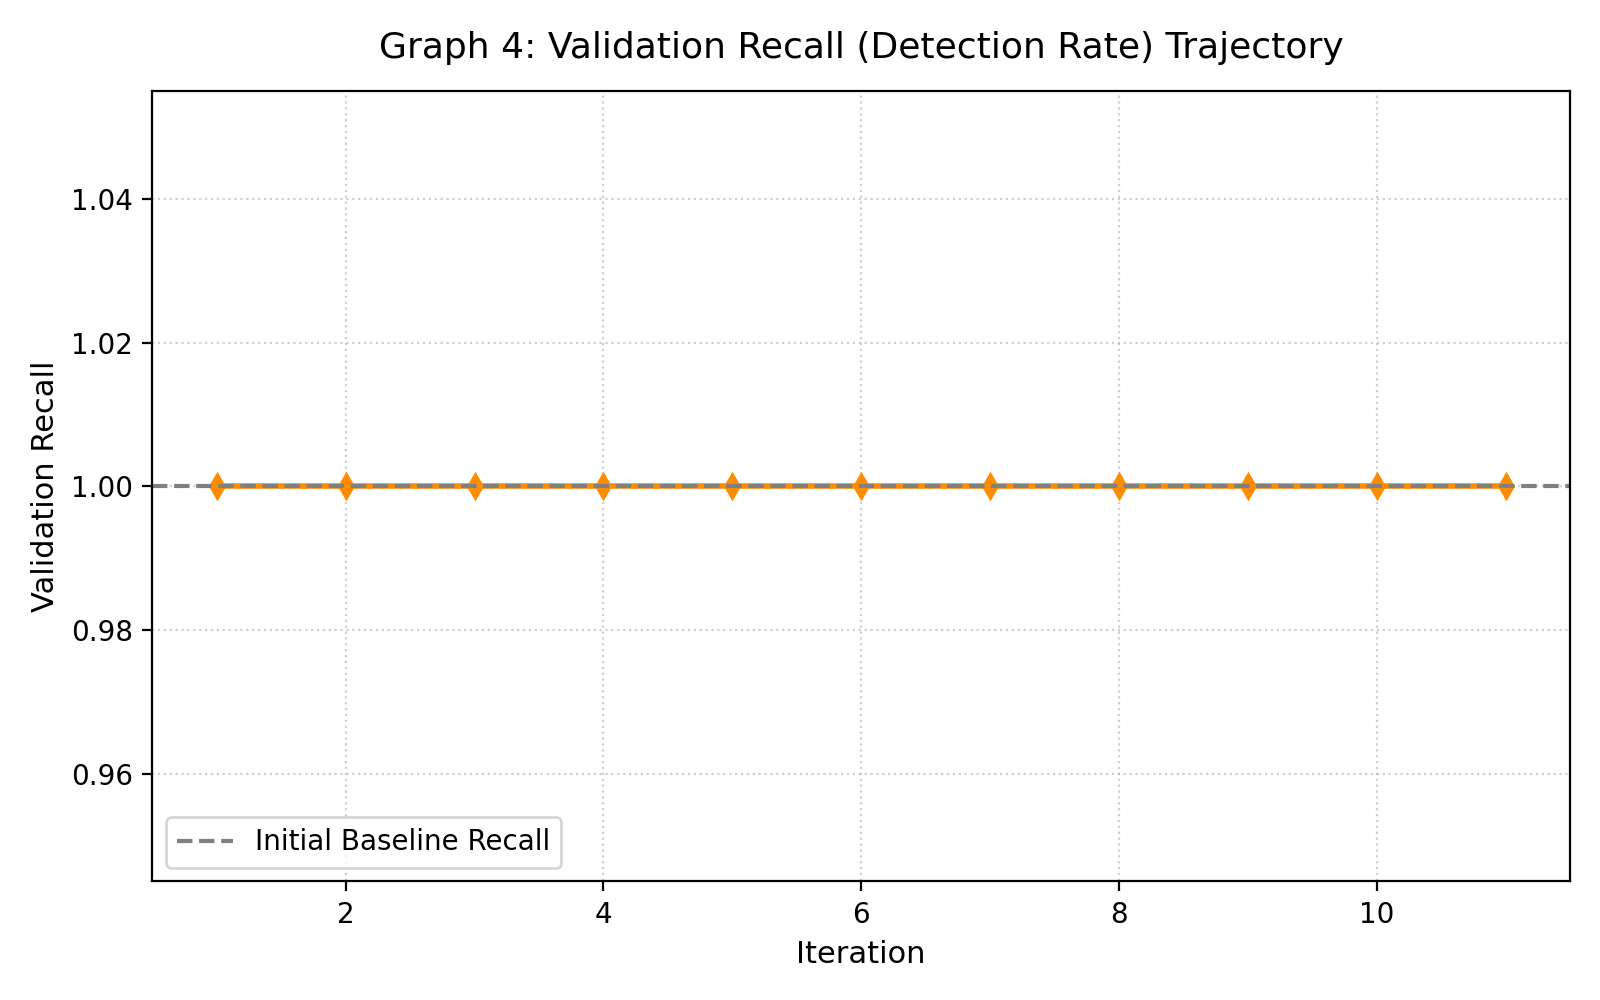 Graph 4: Validation Recall (Detection Rate) Trajectory
Validation Recall
1.04
1.02
1.00
0.98
0.96
Initial Baseline Recall
2 4 6 8 10
Iteration